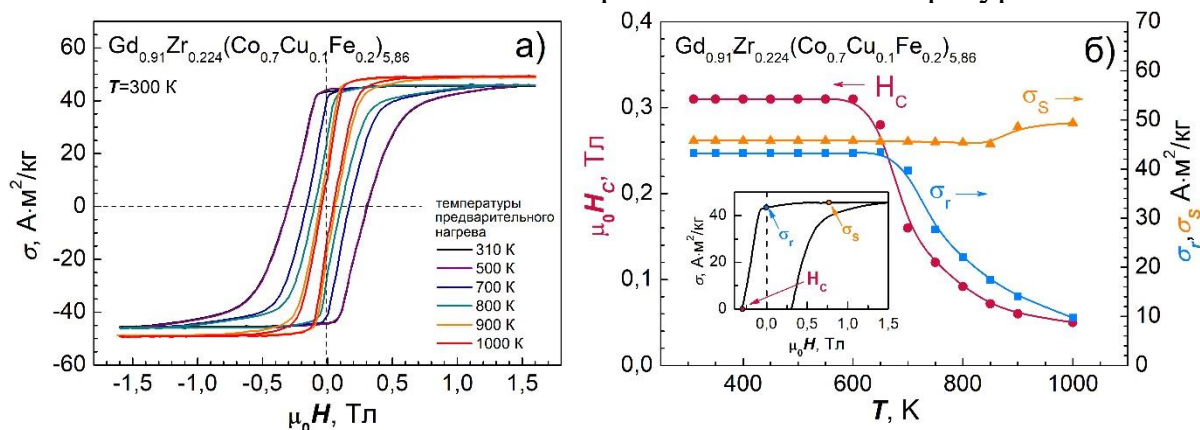 а)
Gd0.91Zr0.224(Co0.7Cu0.1Fe0.2)5,86
T=300 K
σ, А·м²/кг
60
40
20
0
-20
-40
-60
температуры
предварительного
нагрева
310 K
500 K
700 K
800 K
900 K
1000 K
-1,5 -1,0 -0,5 0,0 0,5 1,0 1,5
μ0H, Тл
б)
Gd0.91Zr0.224(Co0.7Cu0.1Fe0.2)5,86
μ0HC, Тл
0,4
0,3
0,2
0,1
0,0
HC
σS
σr
σ, А·м²/кг
40
20
0
σr
σS
HC
0,0 0,5 1,0 1,5
μ0H, Тл
400 600 800 1000
T, K
70
60
50
40
30
20
10
0
σr, σS А·м²/кг